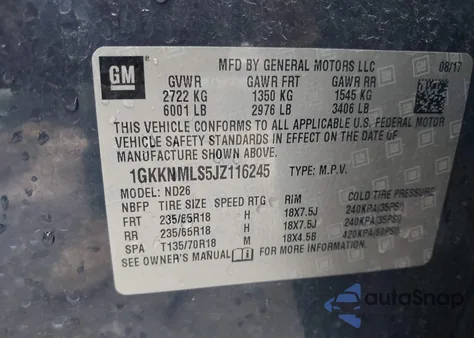 GM
MFD BY GENERAL MOTORS LLC 08/17
GVWR GAWR FRT GAWR RR
2722 KG 1350 KG 1545 KG
6001 LB 2976 LB 3406 LB
THIS VEHICLE CONFORMS TO ALL APPLICABLE U.S. FEDERAL MOTOR
VEHICLE SAFETY STANDARDS IN EFFECT ON THE DATE OF
MANUFACTURE SHOWN ABOVE.
1GKKNMLS5JZ116245 TYPE: M.P.V.
MODEL: ND26
NBFP TIRE SIZE SPEED RTG RIM COLD TIRE PRESSURE
FRT 235/65R18 H 18X7.5J 240KPA(35PSI)
RR 235/65R18 H 18X7.5J 240KPA(35PSI)
SPA T135/70R18 M 18X4.5B 420KPA(60PSI)
SEE OWNER'S MANUAL
autoSnap